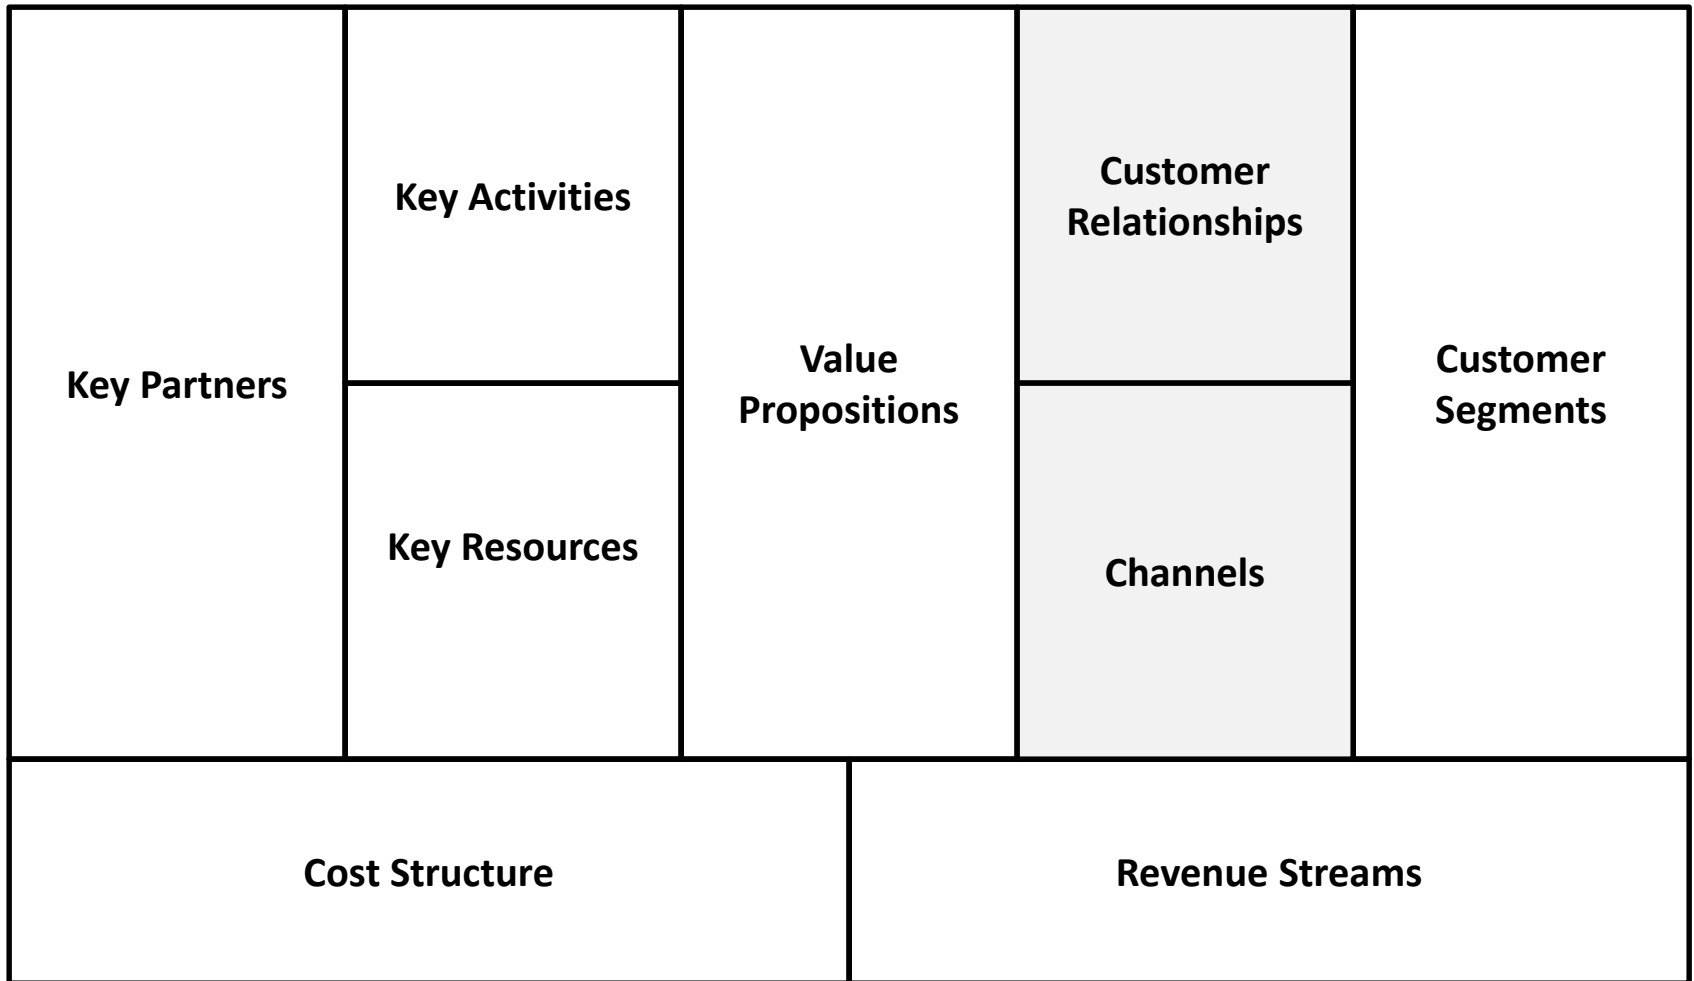 Key Partners
Key Activities
Key Resources
Value
Propositions
Customer
Relationships
Channels
Customer
Segments
Cost Structure
Revenue Streams